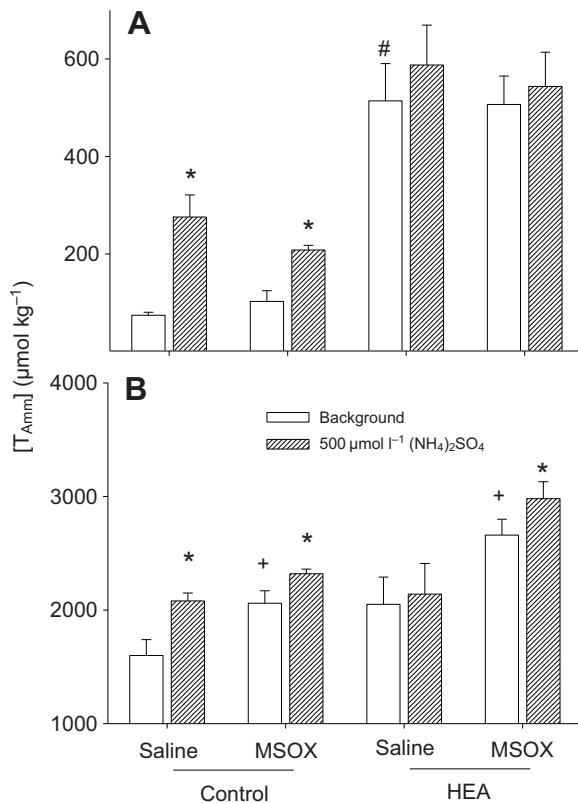 A
600
#
400
*
*
200
[T_Amm] (μmol kg⁻¹)
4000
B
Background
500 μmol l⁻¹ (NH₄)₂SO₄
3000
*
+
*
+
*
2000
1000
Saline MSOX Saline MSOX
Control HEA